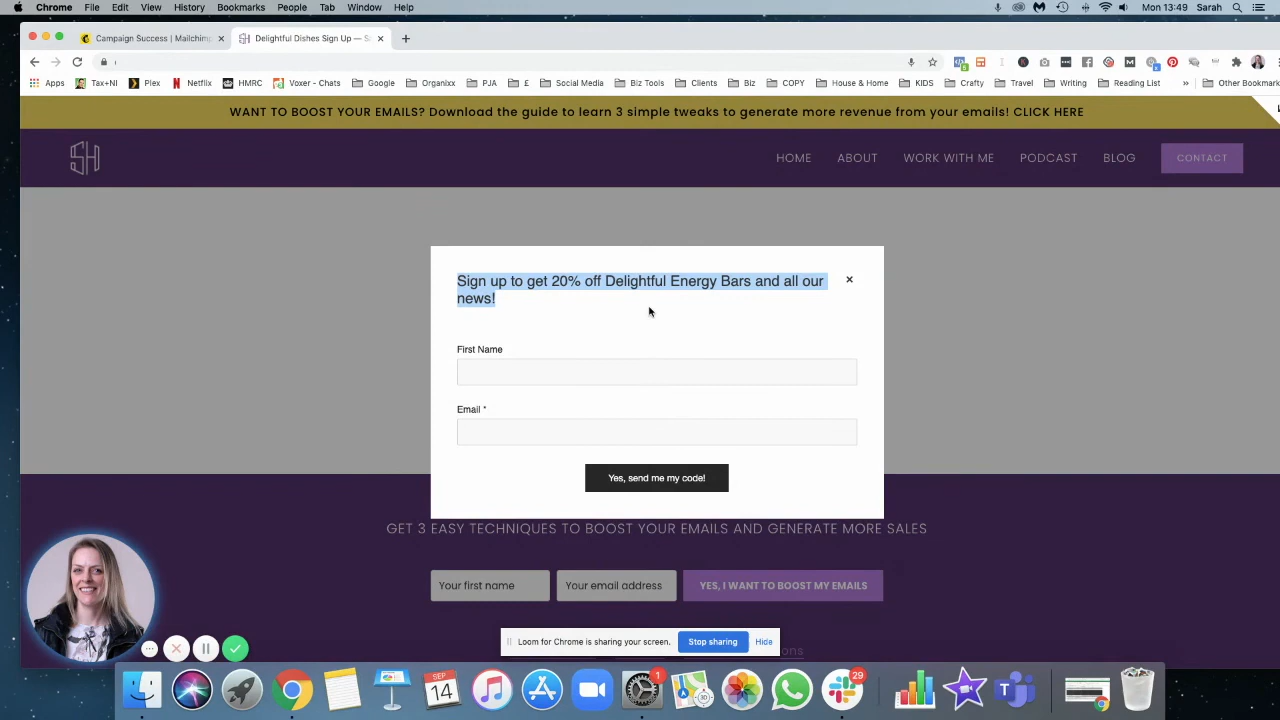 Chrome File Edit View History Bookmarks People Tab Window Help Mon 13:49 Sarah
Campaign Success | Mailchimp Delightful Dishes Sign Up — S
Apps Tax+NI Plex Netflix HMRC Voxer - Chats Google Organixx PJA £ Social Media Biz Tools Clients Biz COPY House & Home KIDS Crafty Travel Writing Reading List » Other Bookmark
WANT TO BOOST YOUR EMAILS? Download the guide to learn 3 simple tweaks to generate more revenue from your emails! CLICK HERE
SH HOME ABOUT WORK WITH ME PODCAST BLOG CONTACT
Sign up to get 20% off Delightful Energy Bars and all our
news!
First Name
Email *
Yes, send me my code!
GET 3 EASY TECHNIQUES TO BOOST YOUR EMAILS AND GENERATE MORE SALES
Your first name Your email address YES, I WANT TO BOOST MY EMAILS
Loom for Chrome is sharing your screen. Stop sharing Hide
ons
SEP 1 29
14